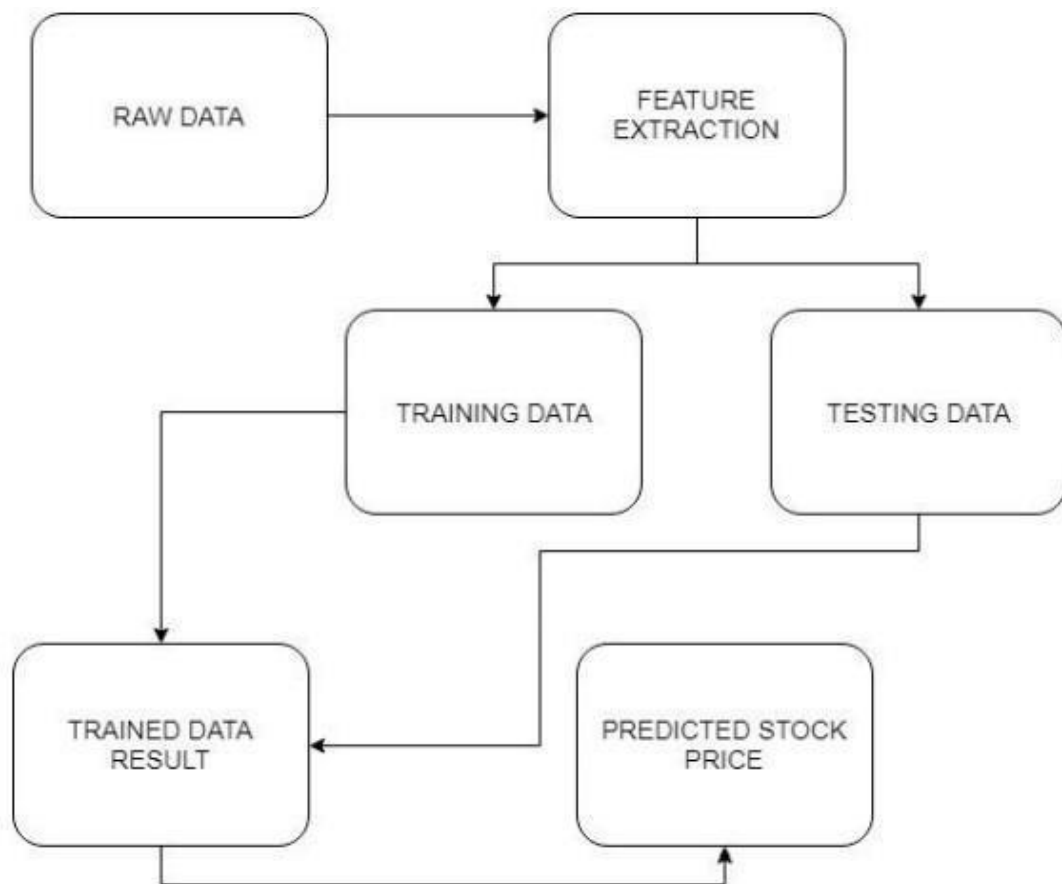 RAW DATA
FEATURE
EXTRACTION
TRAINING DATA
TESTING DATA
TRAINED DATA
RESULT
PREDICTED STOCK
PRICE